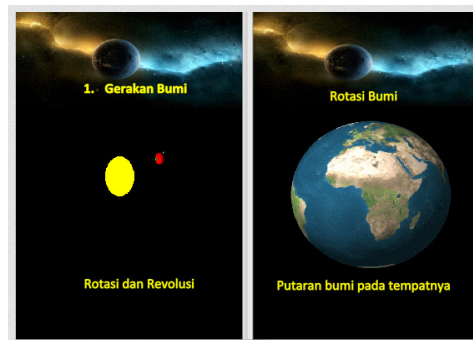 1. Gerakan Bumi
Rotasi dan Revolusi
Rotasi Bumi
Putaran bumi pada tempatnya